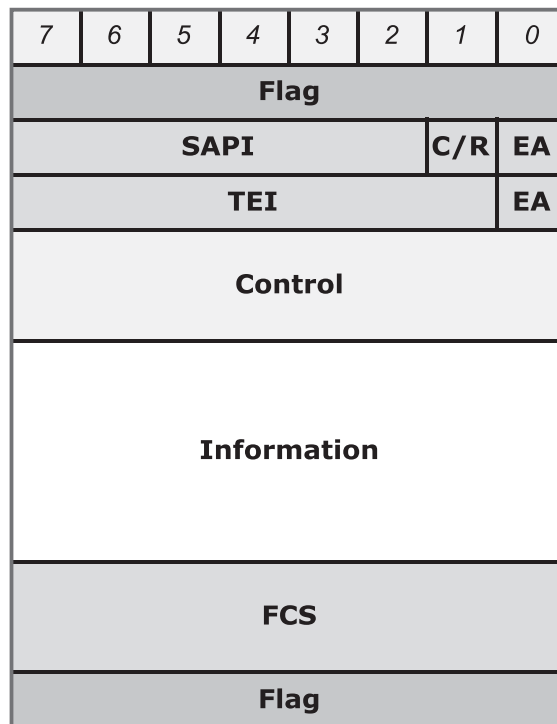 7 6 5 4 3 2 1 0
Flag
SAPI C/R EA
TEI EA
Control
Information
FCS
Flag